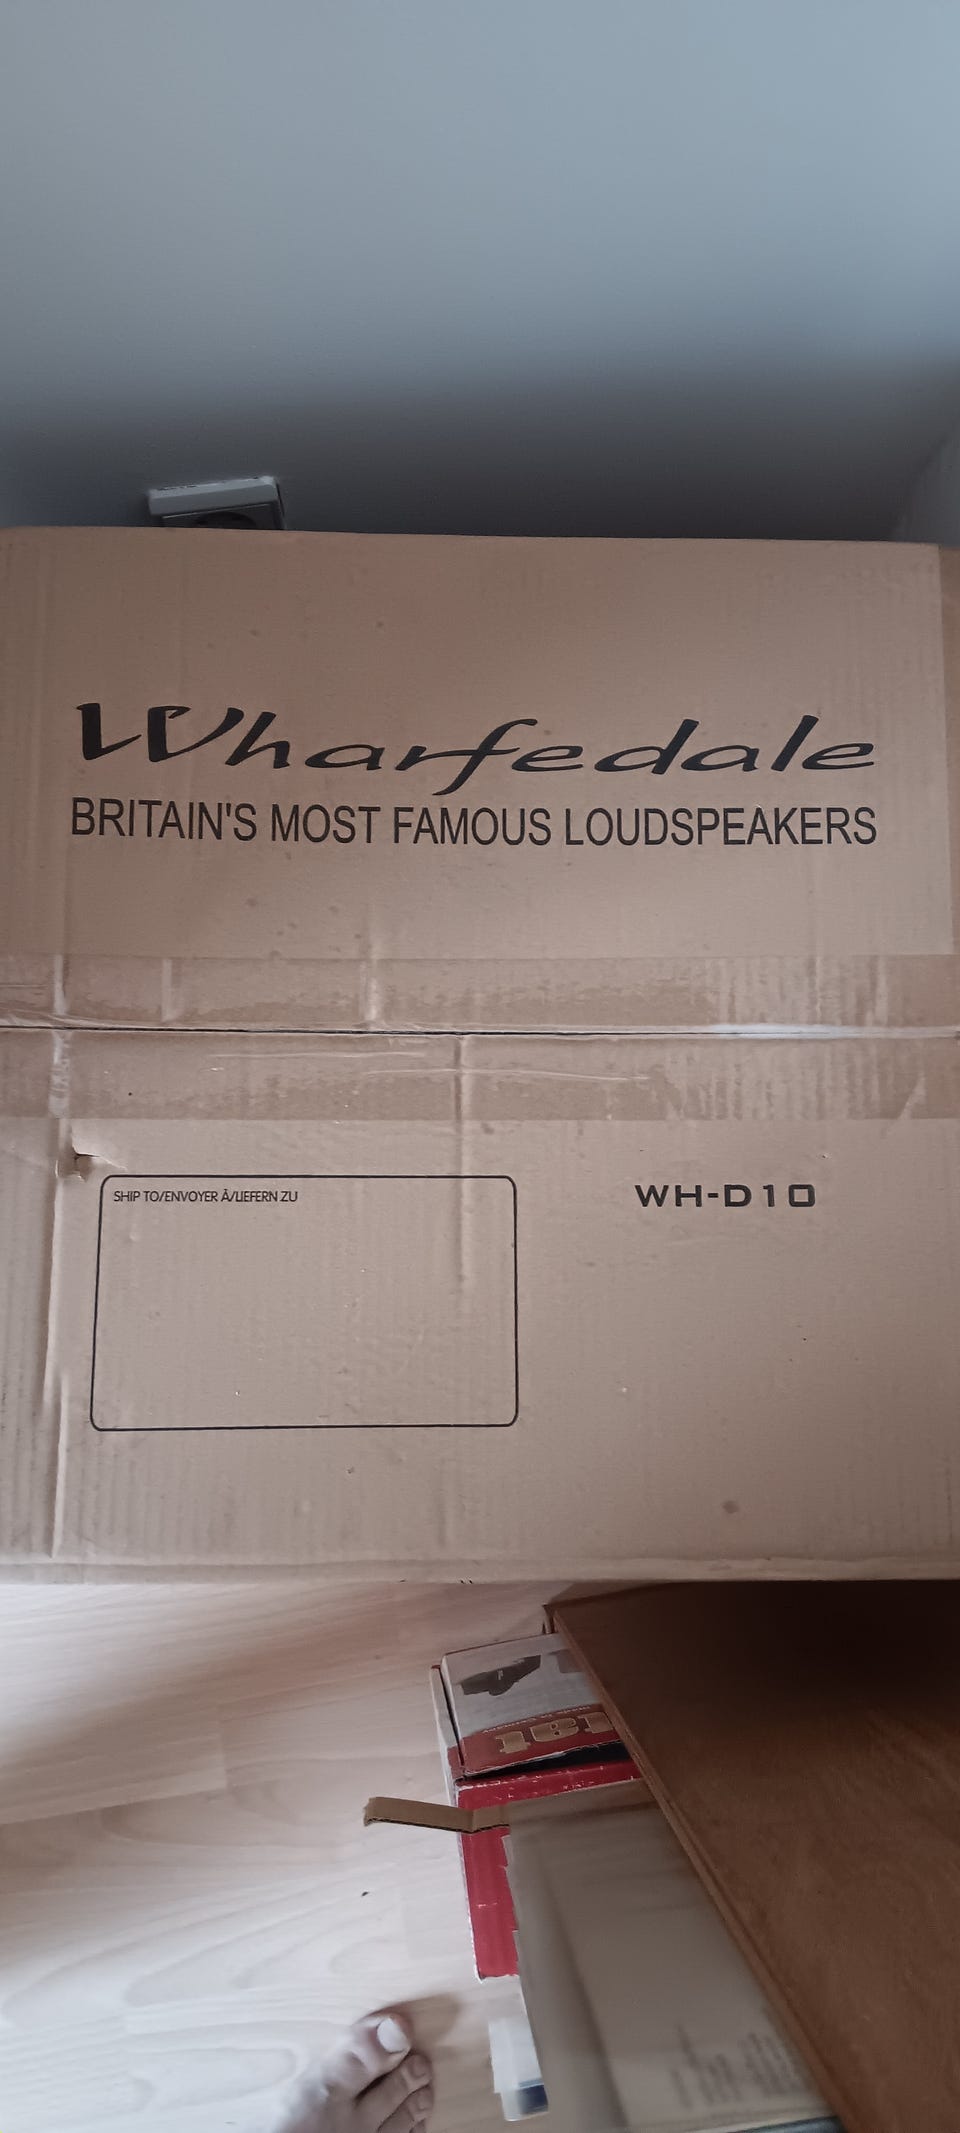 Wharfedale
BRITAIN'S MOST FAMOUS LOUDSPEAKERS
SHIP TO/ENVOYER À/LIEFERN ZU
WH-D10